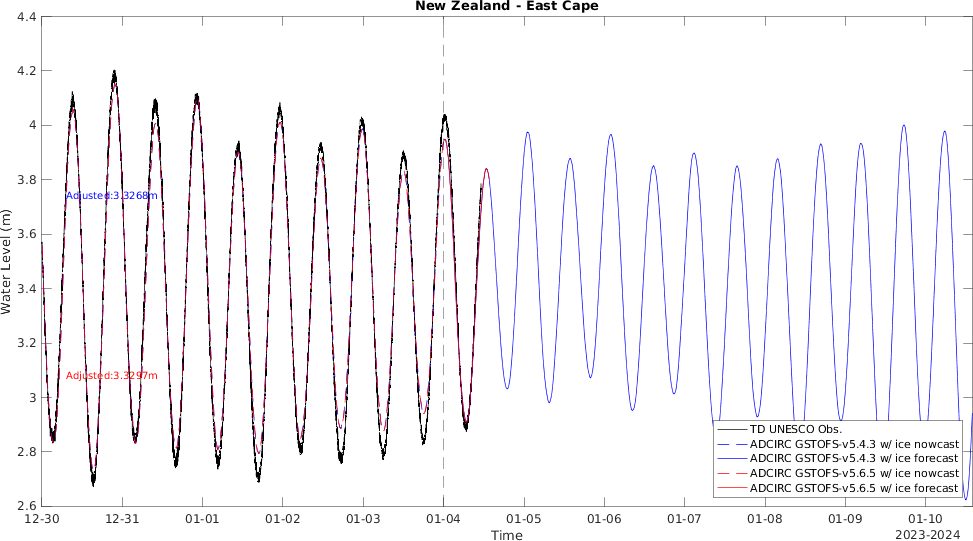 New Zealand - East Cape
4.4
4.2
4
3.8
3.6
3.4
3.2
3
2.8
2.6
Water Level (m)
Adjusted:3.3268m
Adjusted:3.3297m
TD UNESCO Obs.
ADCIRC GSTOFS-v5.4.3 w/ ice nowcast
ADCIRC GSTOFS-v5.4.3 w/ ice forecast
ADCIRC GSTOFS-v5.6.5 w/ ice nowcast
ADCIRC GSTOFS-v5.6.5 w/ ice forecast
12-30 12-31 01-01 01-02 01-03 01-04 01-05 01-06 01-07 01-08 01-09 01-10
Time
2023-2024